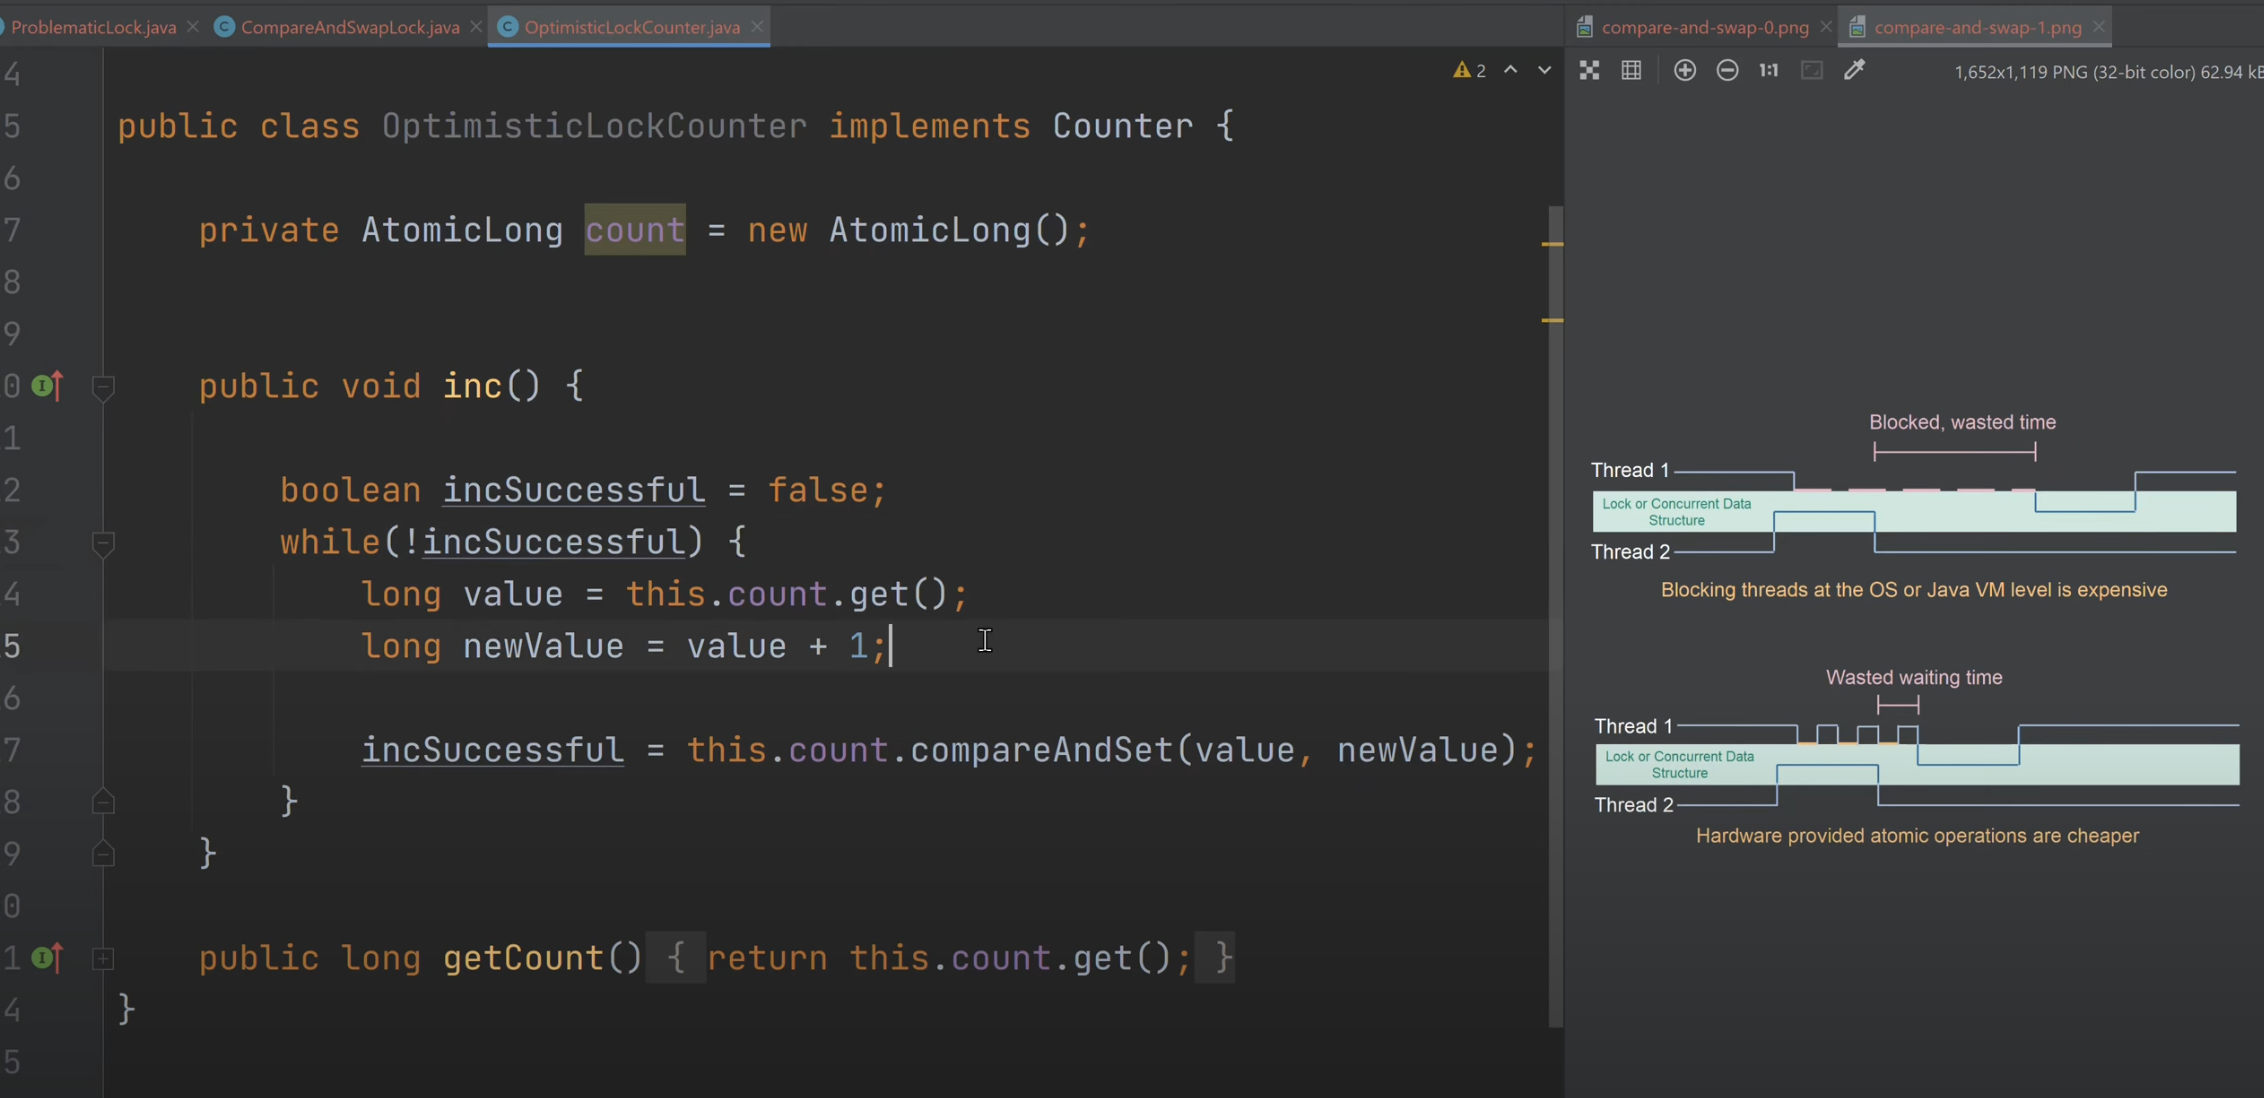 ProblematicLock.java CompareAndSwapLock.java OptimisticLockCounter.java
4
2
5 public class OptimisticLockCounter implements Counter {
6
7 private AtomicLong count = new AtomicLong();
8
9
0 public void inc() {
1
2 boolean incSuccessful = false;
3 while(!incSuccessful) {
4 long value = this.count.get();
5 long newValue = value + 1;
6
7 incSuccessful = this.count.compareAndSet(value, newValue);
8 }
9 }
0
1 public long getCount() { return this.count.get(); }
4 }
5
compare-and-swap-0.png compare-and-swap-1.png
1:1 1,652x1,119 PNG (32-bit color) 62.94 kB
Blocked, wasted time
Thread 1
Lock or Concurrent Data
Structure
Thread 2
Blocking threads at the OS or Java VM level is expensive
Wasted waiting time
Thread 1
Lock or Concurrent Data
Structure
Thread 2
Hardware provided atomic operations are cheaper